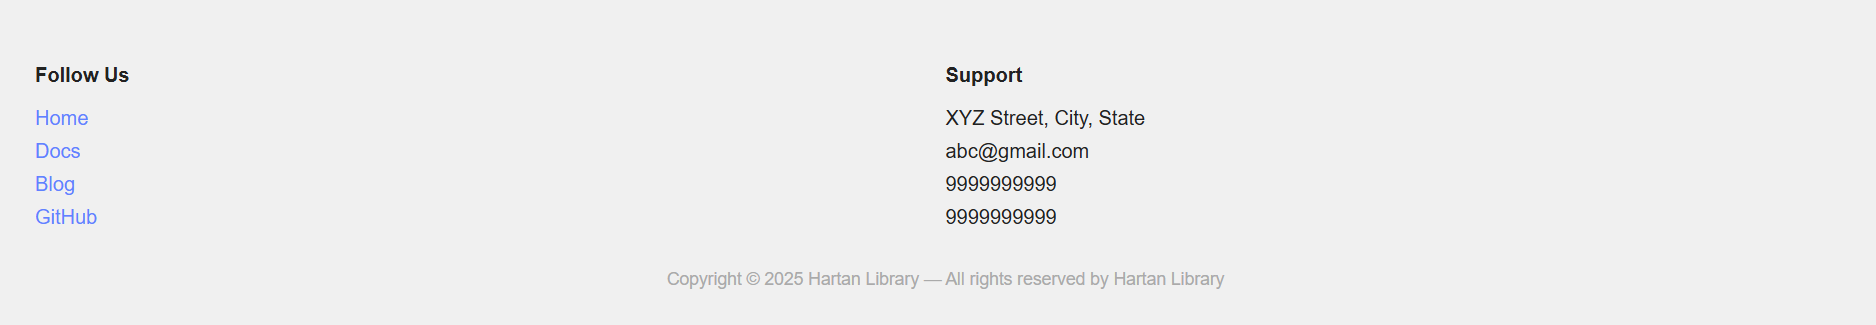 Follow Us
Home
Docs
Blog
GitHub
Support
XYZ Street, City, State
abc@gmail.com
9999999999
9999999999
Copyright © 2025 Hartan Library — All rights reserved by Hartan Library